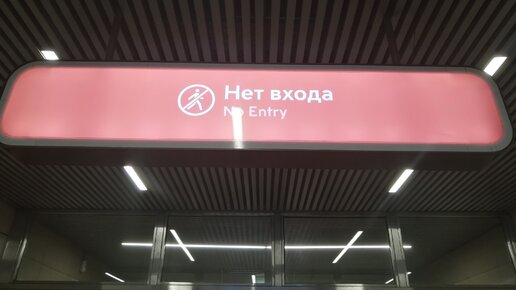 Нет входа
No Entry